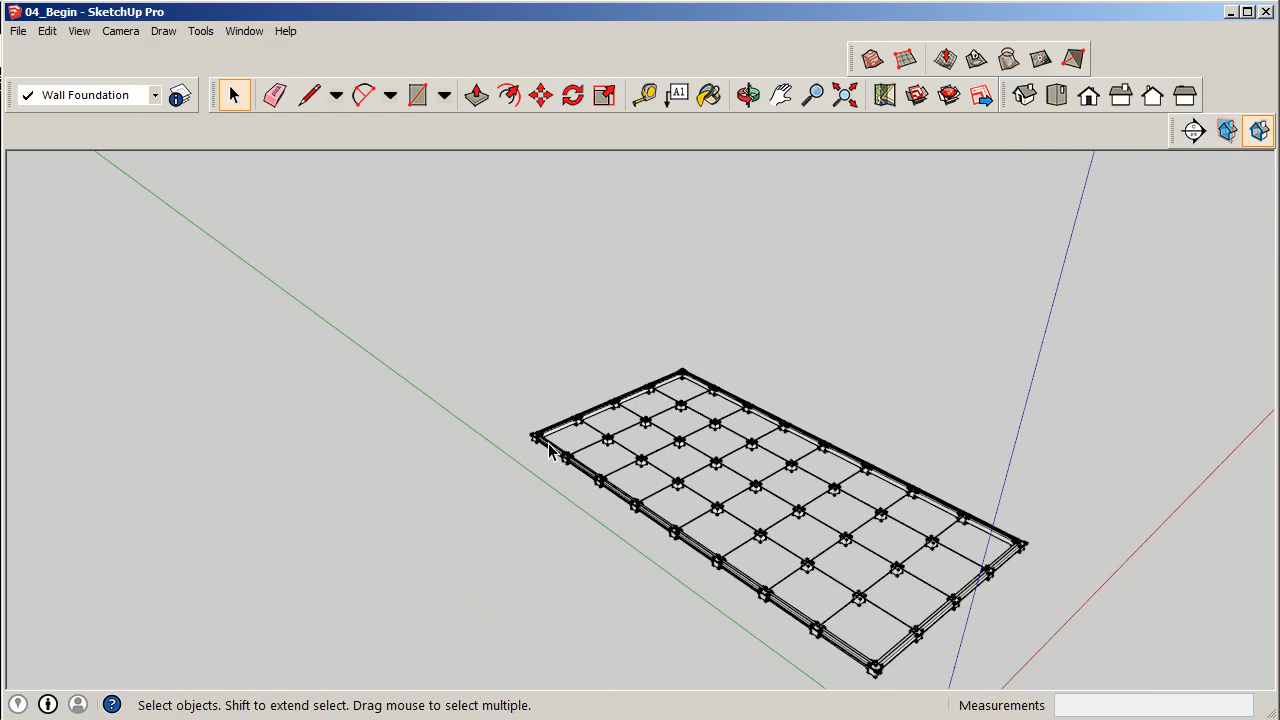 04_Begin - SketchUp Pro
File Edit View Camera Draw Tools Window Help
Wall Foundation
A1
Select objects. Shift to extend select. Drag mouse to select multiple.
Measurements